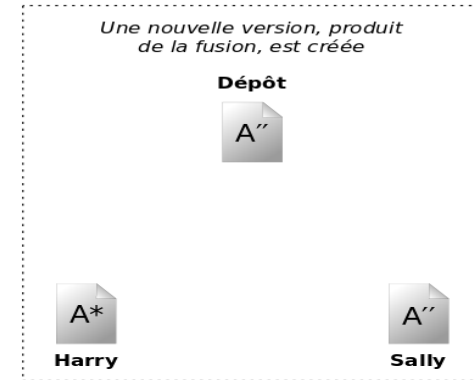 Une nouvelle version, produit
de la fusion, est créée
Dépôt
A″
A*
A″
Harry
Sally